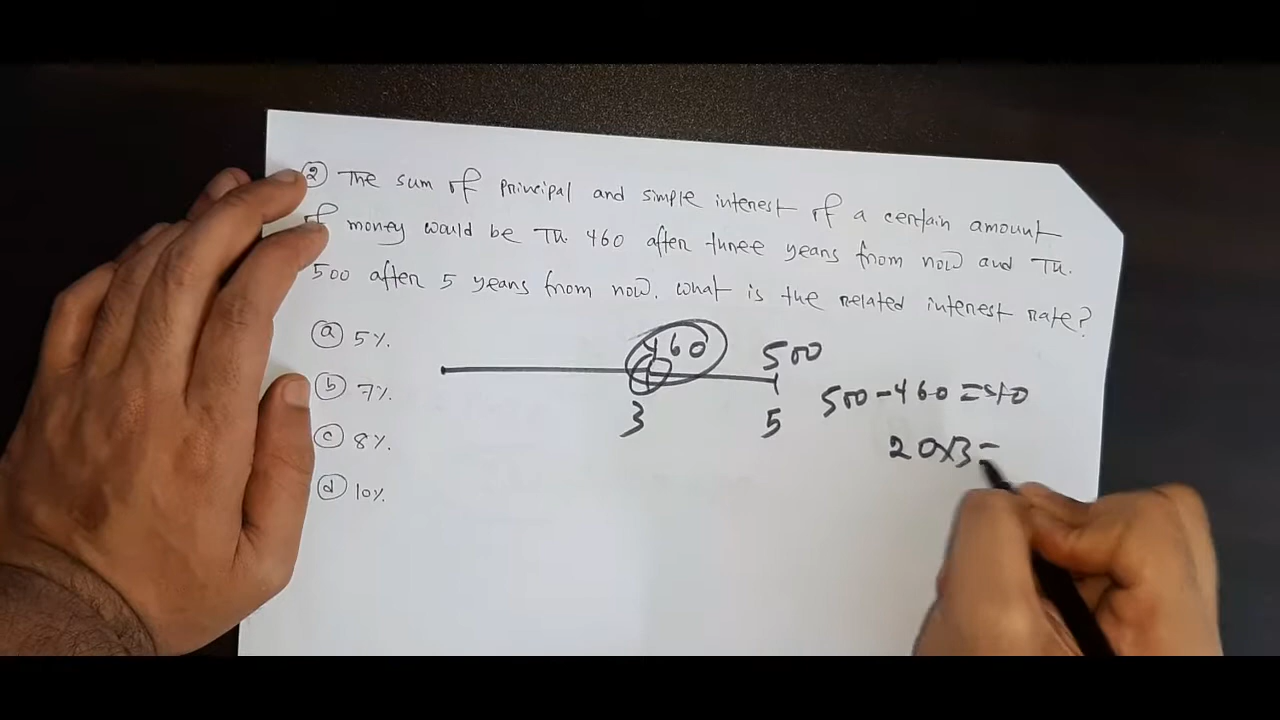 ② The sum of principal and simple interest of a certain amount
of money would be Tk. 460 after three years from now and Tk.
500 after 5 years from now. what is the related interest rate?
ⓐ 5%.
ⓑ 7%.
ⓒ 8%.
ⓓ 10%.
460 500
3 5
500-460=40
20x3=